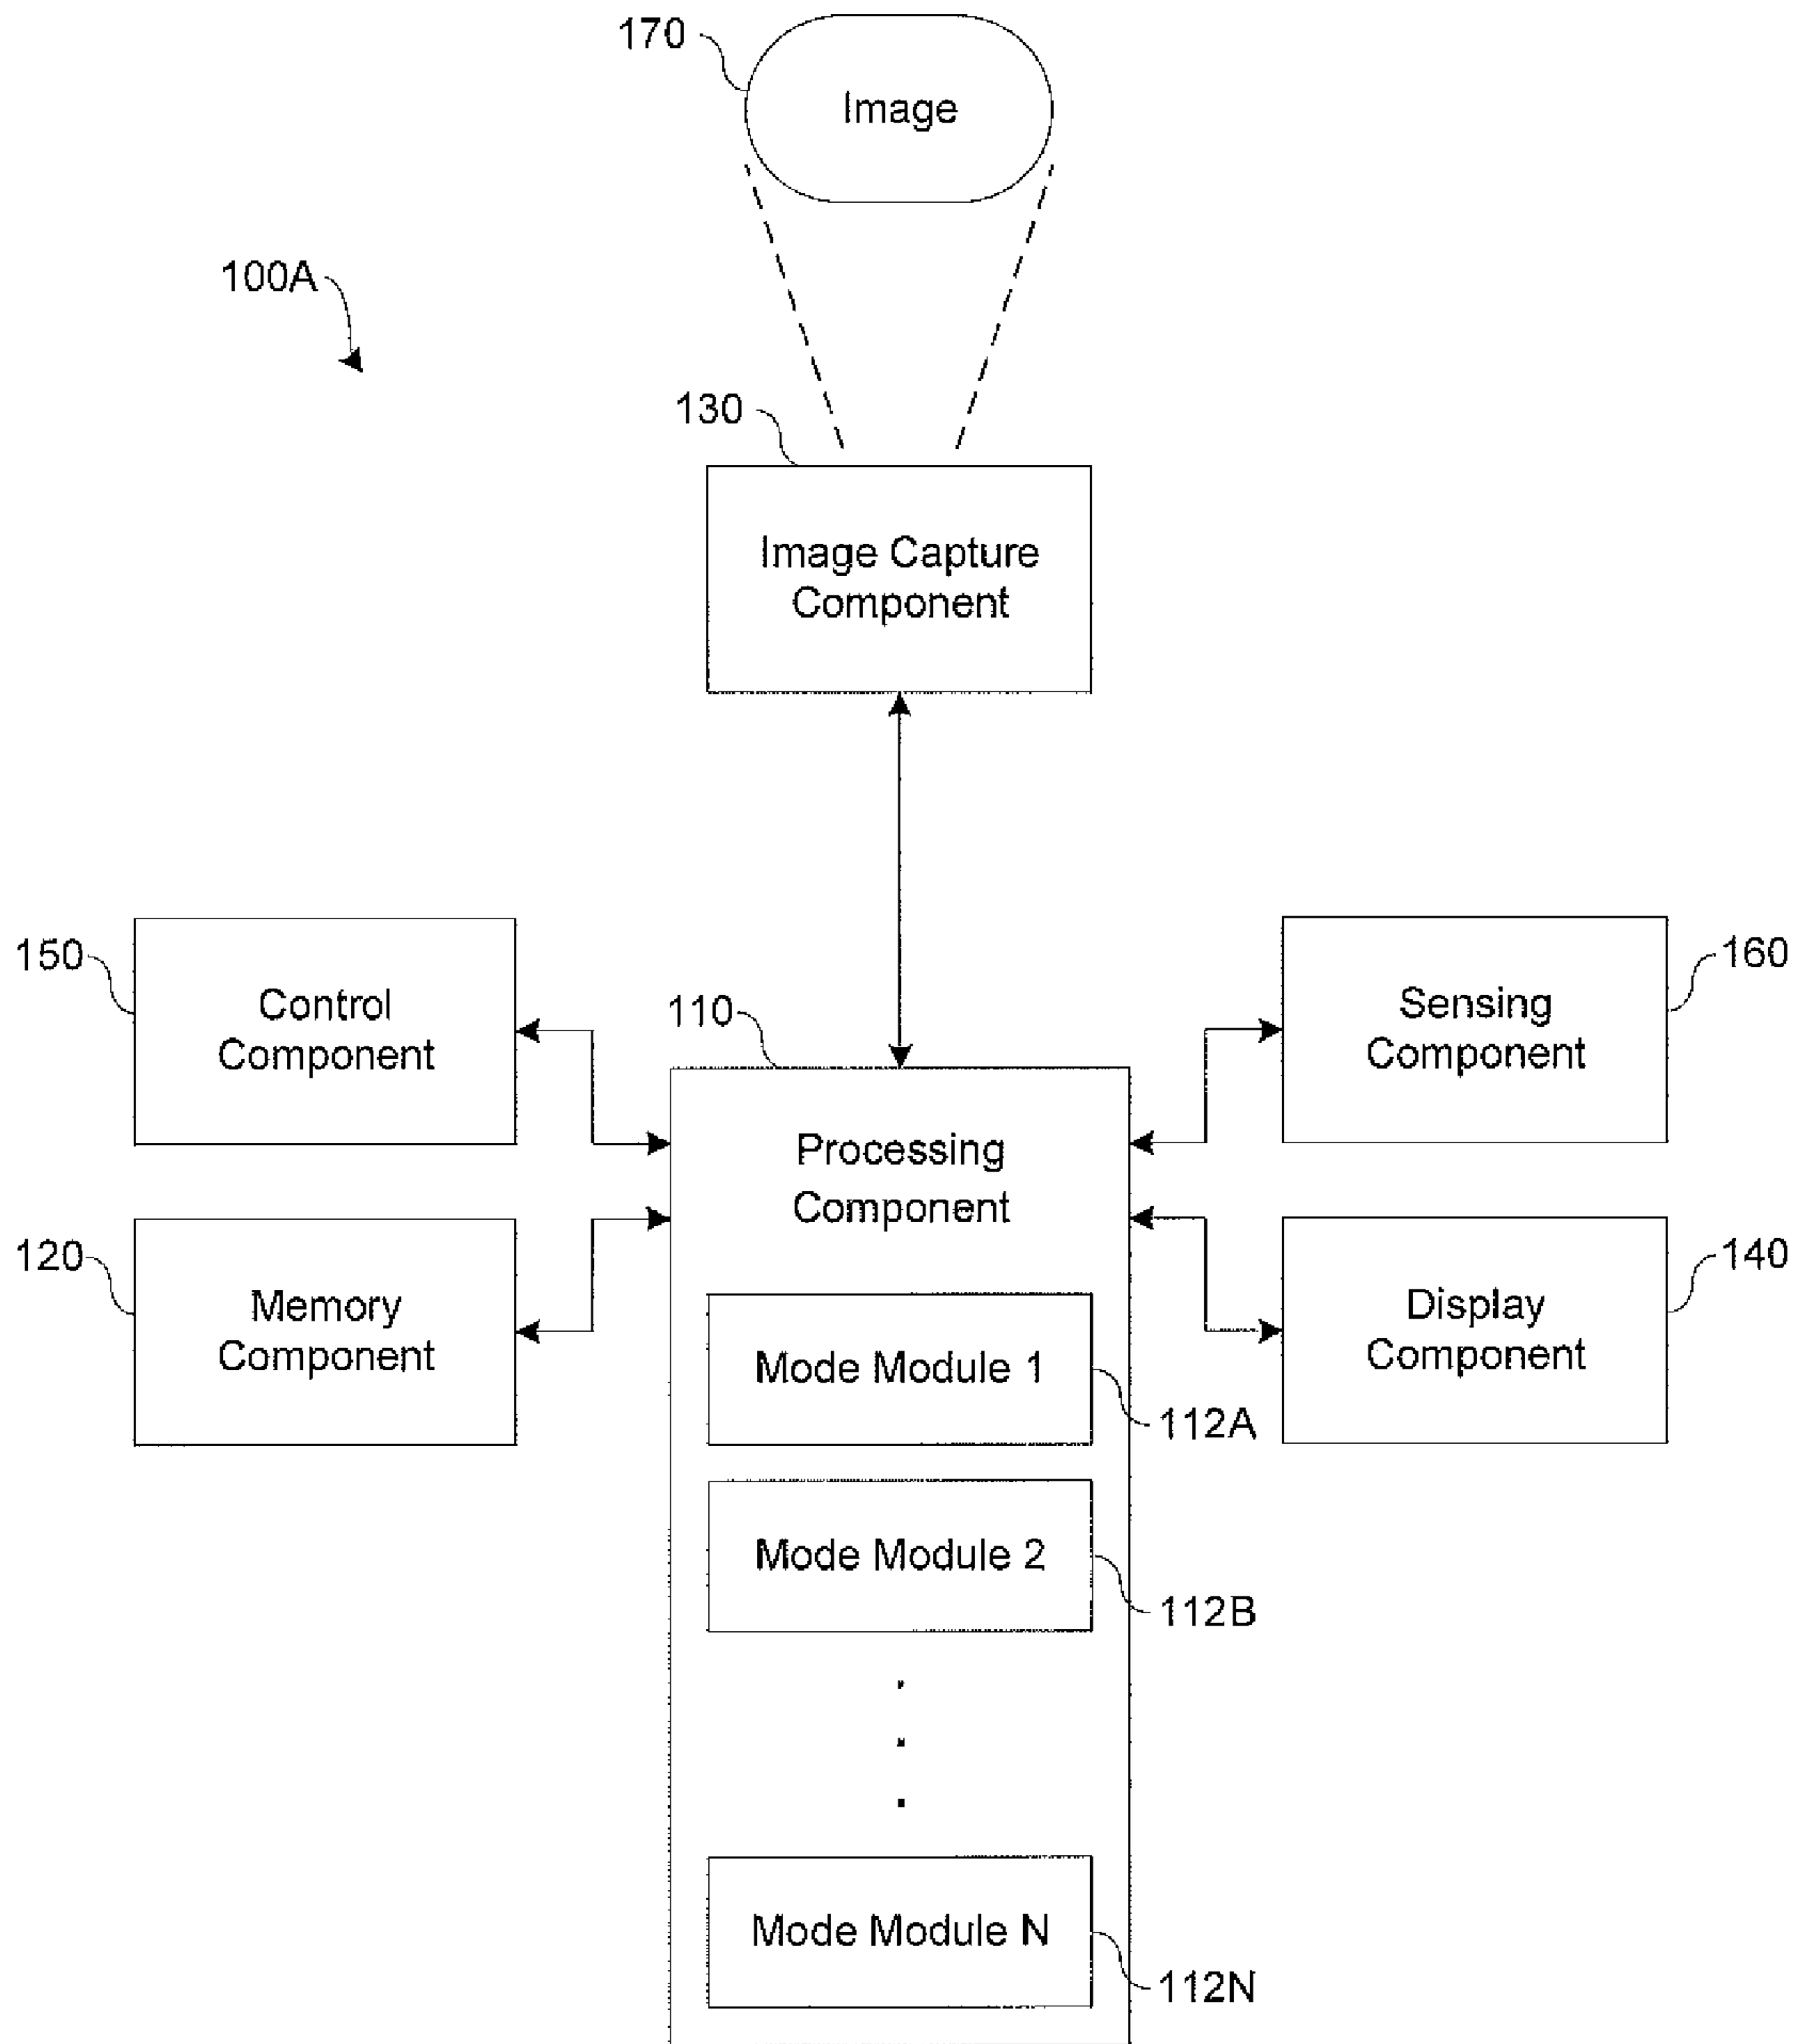 170
Image
100A
130
Image Capture
Component
150
Control
Component
110
Processing
Component
160
Sensing
Component
120
Memory
Component
140
Display
Component
Mode Module 1
112A
Mode Module 2
112B
Mode Module N
112N